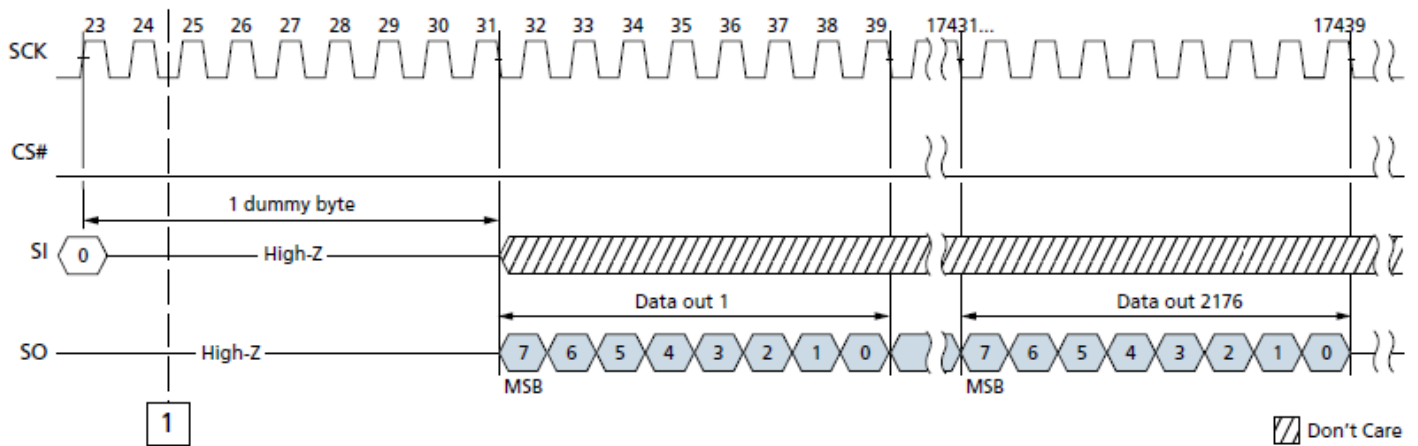 23 24 25 26 27 28 29 30 31 32 33 34 35 36 37 38 39 17431... 17439
SCK
CS#
1 dummy byte
SI 0 High-Z
Data out 1 Data out 2176
SO High-Z 7 6 5 4 3 2 1 0 7 6 5 4 3 2 1 0
MSB MSB
1
Don't Care